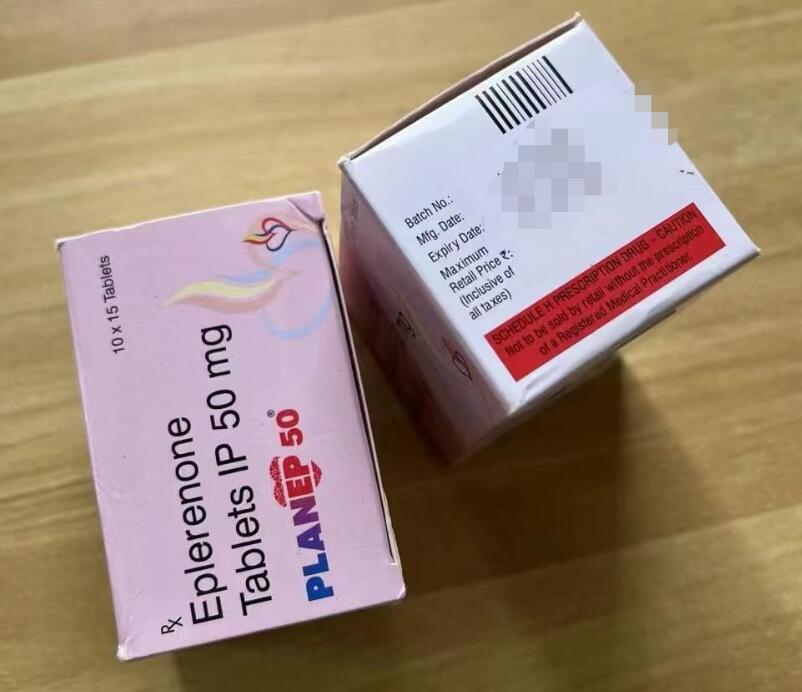 10 x 15 Tablets
Rx
Eplerenone
Tablets IP 50 mg
PLANEP 50®
Batch No.:
Mfg. Date:
Expiry Date:
Maximum
Retail Price ₹:
(Inclusive of
all taxes)
SCHEDULE H PRESCRIPTION DRUG – CAUTION
Not to be sold by retail without the prescription
of a Registered Medical Practitioner.